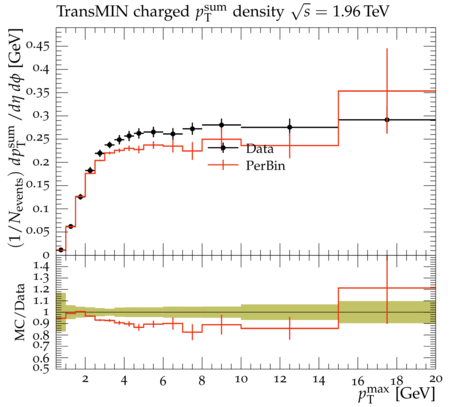 TransMIN charged p_T^sum density √s = 1.96 TeV
(1/N_events) dp_T^sum/dη dϕ [GeV]
0.45
0.4
0.35
0.3
0.25
0.2
0.15
0.1
0.05
0
Data
PerBin
MC/Data
1.4
1.3
1.2
1.1
1
0.9
0.8
0.7
0.6
0.5
2 4 6 8 10 12 14 16 18 20
p_T^max [GeV]